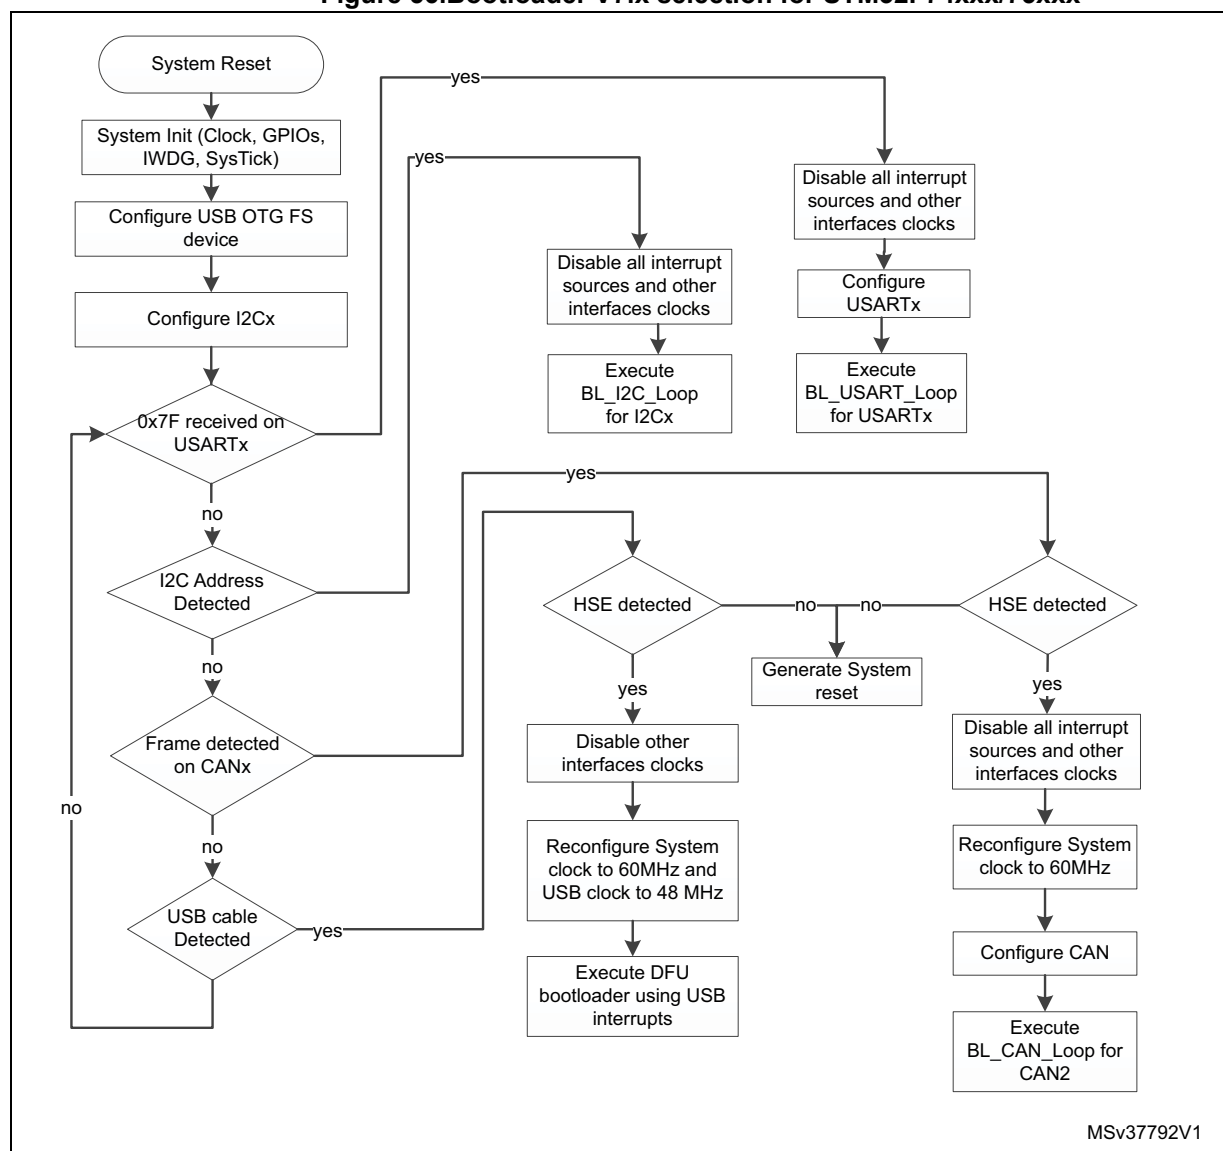 System Reset
System Init (Clock, GPIOs,
IWDG, SysTick)
Configure USB OTG FS
device
Configure I2Cx
0x7F received on
USARTx
no
I2C Address
Detected
no
Frame detected
on CANx
no
USB cable
Detected
no
yes
yes
Disable all interrupt
sources and other
interfaces clocks
Configure
USARTx
Execute
BL_USART_Loop
for USARTx
yes
Disable all interrupt
sources and other
interfaces clocks
Execute
BL_I2C_Loop
for I2Cx
yes
HSE detected
no
no
HSE detected
Generate System
reset
yes
Disable other
interfaces clocks
Reconfigure System
clock to 60MHz and
USB clock to 48 MHz
Execute DFU
bootloader using USB
interrupts
yes
Disable all interrupt
sources and other
interfaces clocks
Reconfigure System
clock to 60MHz
Configure CAN
Execute
BL_CAN_Loop for
CAN2
MSv37792V1